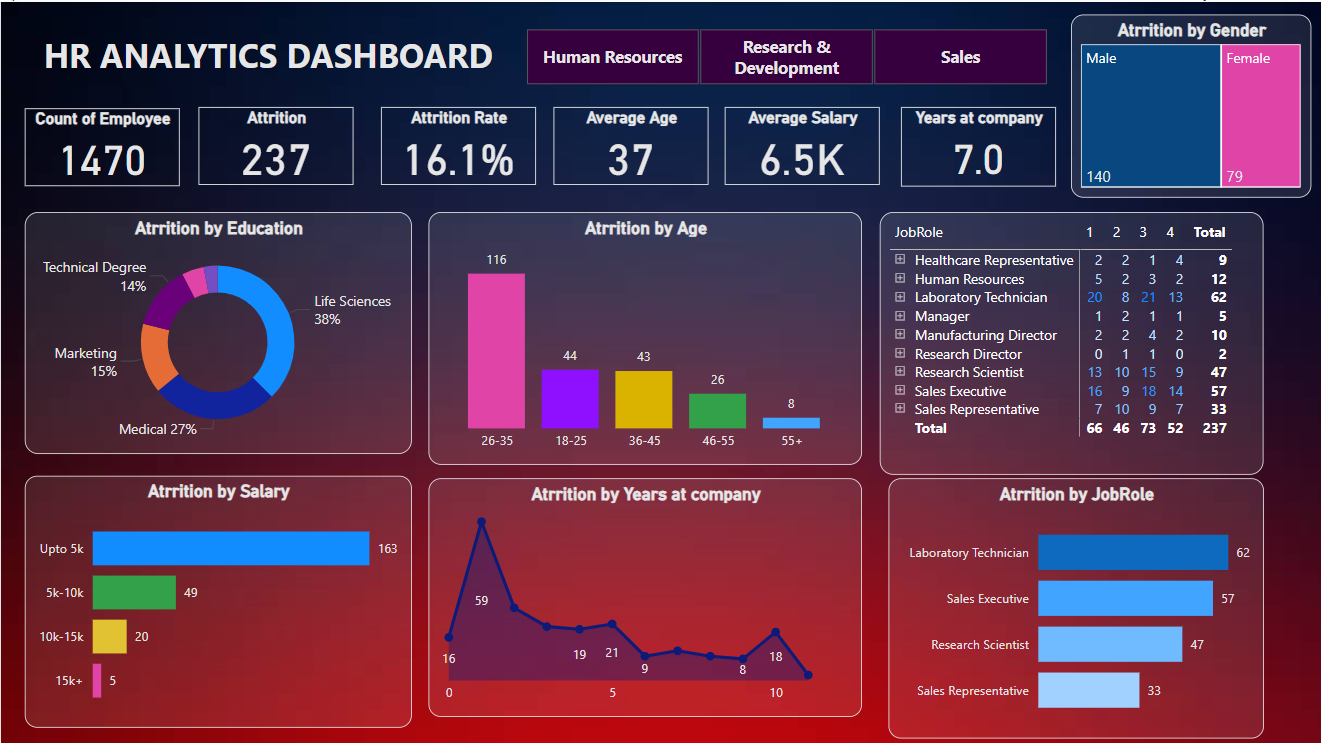 HR ANALYTICS DASHBOARD
Human Resources
Research &
Development
Sales
Atrrition by Gender
Male
Female
140
79
Count of Employee
1470
Attrition
237
Attrition Rate
16.1%
Average Age
37
Average Salary
6.5K
Years at company
7.0
Atrrition by Education
Technical Degree
14%
Life Sciences
38%
Marketing
15%
Medical 27%
Atrrition by Age
116
44
43
26
8
26-35 18-25 36-45 46-55 55+
JobRole 1 2 3 4 Total
Healthcare Representative 2 2 1 4 9
Human Resources 5 2 3 2 12
Laboratory Technician 20 8 21 13 62
Manager 1 2 1 1 5
Manufacturing Director 2 2 4 2 10
Research Director 0 1 1 0 2
Research Scientist 13 10 15 9 47
Sales Executive 16 9 18 14 57
Sales Representative 7 10 9 7 33
Total 66 46 73 52 237
Atrrition by Salary
Upto 5k 163
5k-10k 49
10k-15k 20
15k+ 5
Atrrition by Years at company
59
16
19
21
9
8
18
0 5 10
Atrrition by JobRole
Laboratory Technician 62
Sales Executive 57
Research Scientist 47
Sales Representative 33